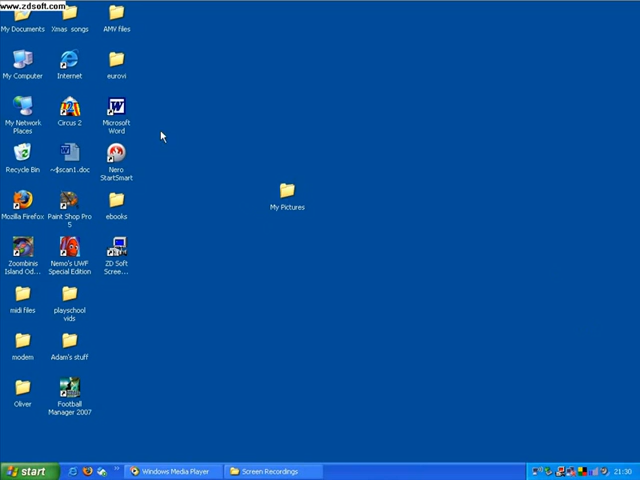 www.zdsoft.com
My Documents
Xmas songs
AMV files
My Computer
Internet
eurovi
My Network
Places
Circus 2
Microsoft
Word
Recycle Bin
~$scan1.doc
Nero
StartSmart
Mozilla Firefox
Paint Shop Pro
5
ebooks
Zoombinis
Island Od...
Nemo's UWF
Special Edition
ZD Soft
Scree...
midi files
playschool
vids
modem
Adam's stuff
Oliver
Football
Manager 2007
My Pictures
start
Windows Media Player
Screen Recordings
21:30